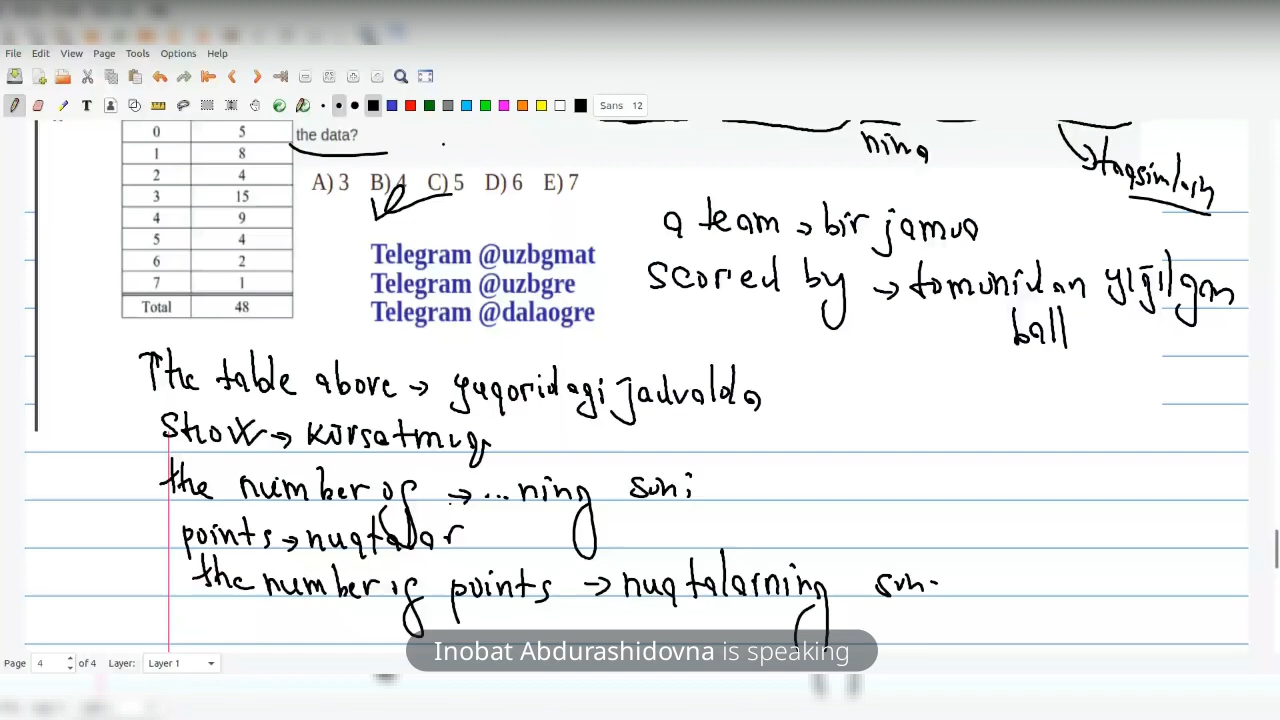 File Edit View Page Tools Options Help
Sans 12
0 5
1 8
2 4
3 15
4 9
5 4
6 2
7 1
Total 48
the data?
A) 3 B) 4 C) 5 D) 6 E) 7
Telegram @uzbgmat
Telegram @uzbgre
Telegram @dalaogre
ning
taqsimlash
a team → bir jamoa
scored by → tomonidan yig'ilgan
ball
The table above → yuqoridagi jadvalda
Show → korsatmoq
the number of → ...ning soni
points → nuqtalar
the number of points → nuqtalarning soni
Inobat Abdurashidovna is speaking
Page 4 of 4 Layer: Layer 1